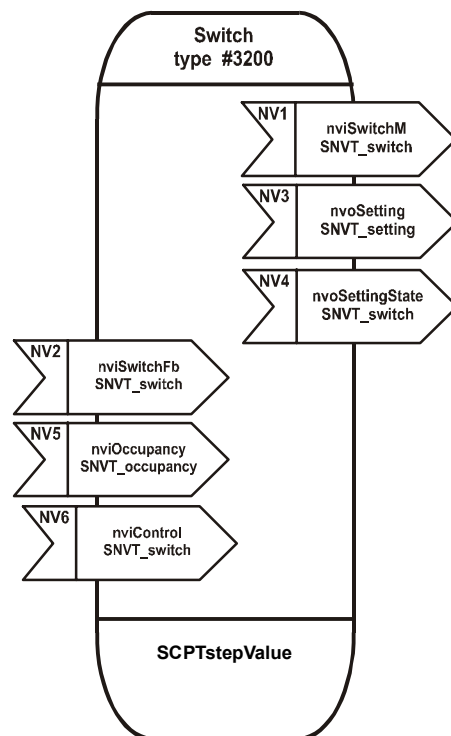 Switch
type #3200
NV1
nviSwitchM
SNVT_switch
NV3
nvoSetting
SNVT_setting
NV4
nvoSettingState
SNVT_switch
NV2
nviSwitchFb
SNVT_switch
NV5
nviOccupancy
SNVT_occupancy
NV6
nviControl
SNVT_switch
SCPTstepValue